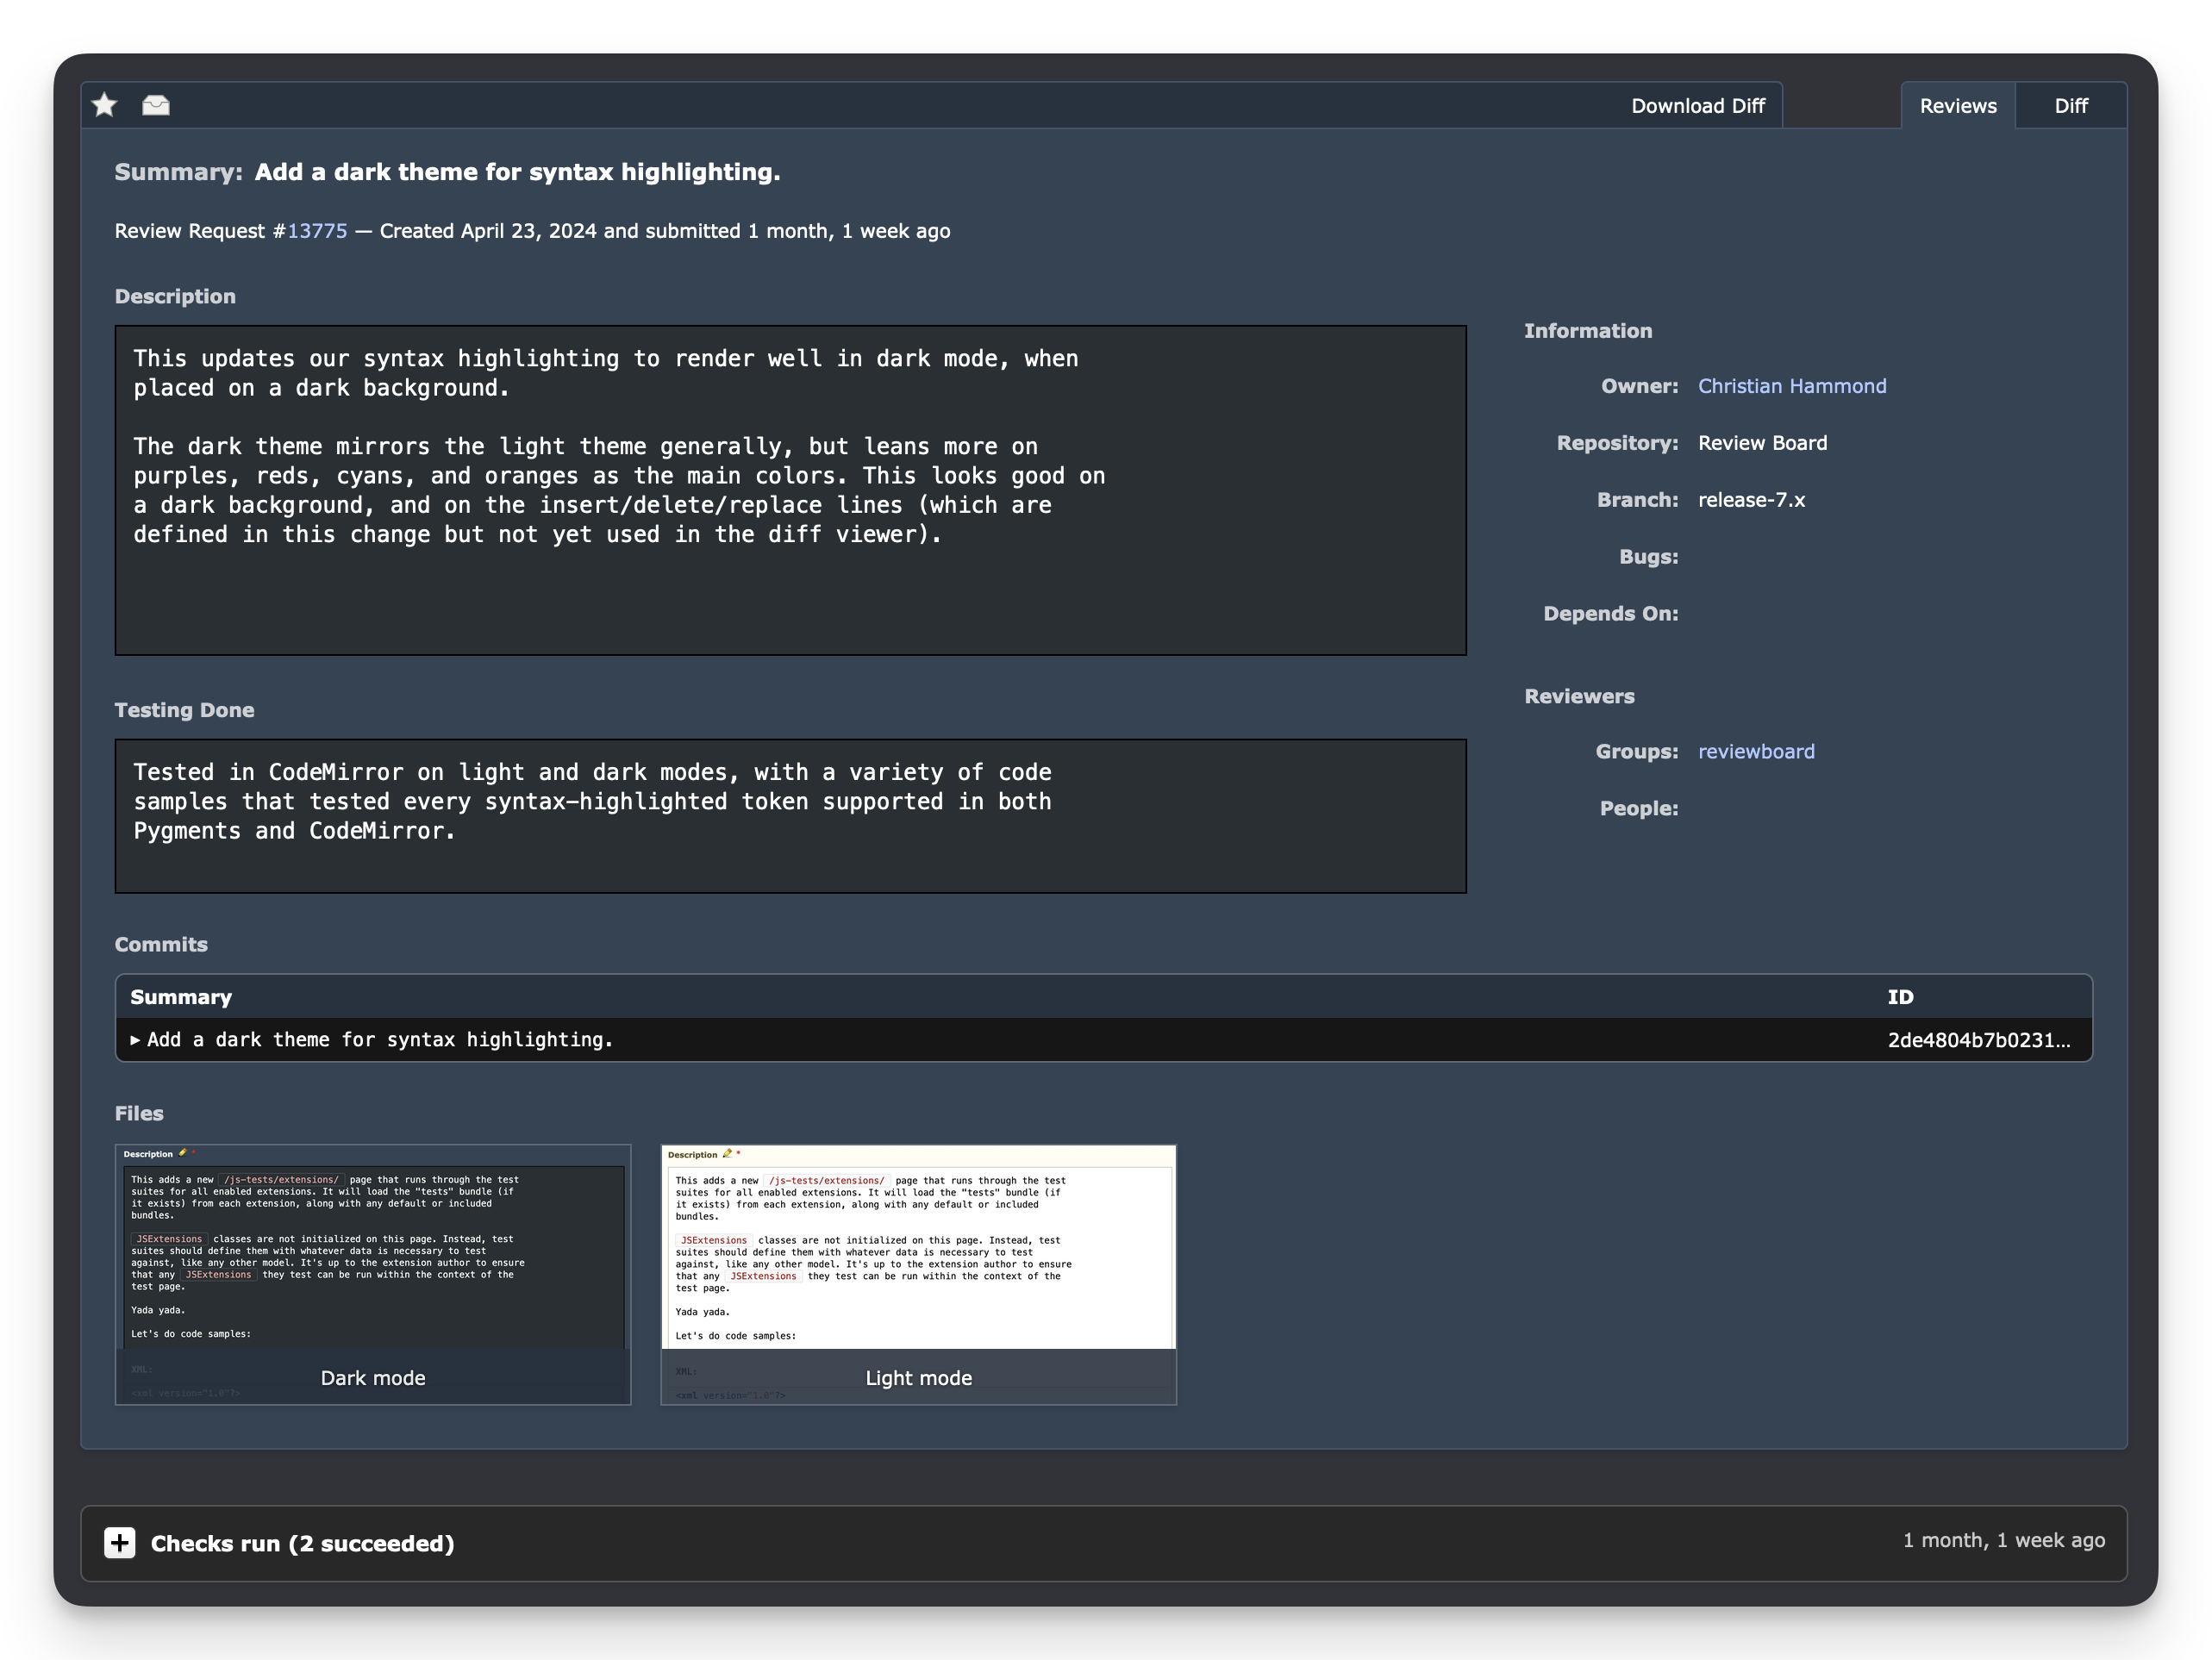 Download Diff
Reviews
Diff
Summary: Add a dark theme for syntax highlighting.
Review Request #13775 — Created April 23, 2024 and submitted 1 month, 1 week ago
Description
This updates our syntax highlighting to render well in dark mode, when
placed on a dark background.
The dark theme mirrors the light theme generally, but leans more on
purples, reds, cyans, and oranges as the main colors. This looks good on
a dark background, and on the insert/delete/replace lines (which are
defined in this change but not yet used in the diff viewer).
Information
Owner: Christian Hammond
Repository: Review Board
Branch: release-7.x
Bugs:
Depends On:
Reviewers
Groups: reviewboard
People:
Testing Done
Tested in CodeMirror on light and dark modes, with a variety of code
samples that tested every syntax-highlighted token supported in both
Pygments and CodeMirror.
Commits
Summary ID
▸ Add a dark theme for syntax highlighting. 2de4804b7b0231...
Files
Description *
This adds a new /js-tests/extensions/ page that runs through the test
suites for all enabled extensions. It will load the "tests" bundle (if
it exists) from each extension, along with any default or included
bundles.
JSExtensions classes are not initialized on this page. Instead, test
suites should define them with whatever data is necessary to test
against, like any other model. It's up to the extension author to ensure
that any JSExtensions they test can be run within the context of the
test page.
Yada yada.
Let's do code samples:
XML:
<xml version="1.0"?>
Dark mode
Description *
This adds a new /js-tests/extensions/ page that runs through the test
suites for all enabled extensions. It will load the "tests" bundle (if
it exists) from each extension, along with any default or included
bundles.
JSExtensions classes are not initialized on this page. Instead, test
suites should define them with whatever data is necessary to test
against, like any other model. It's up to the extension author to ensure
that any JSExtensions they test can be run within the context of the
test page.
Yada yada.
Let's do code samples:
XML:
<xml version="1.0"?>
Light mode
Checks run (2 succeeded)
1 month, 1 week ago